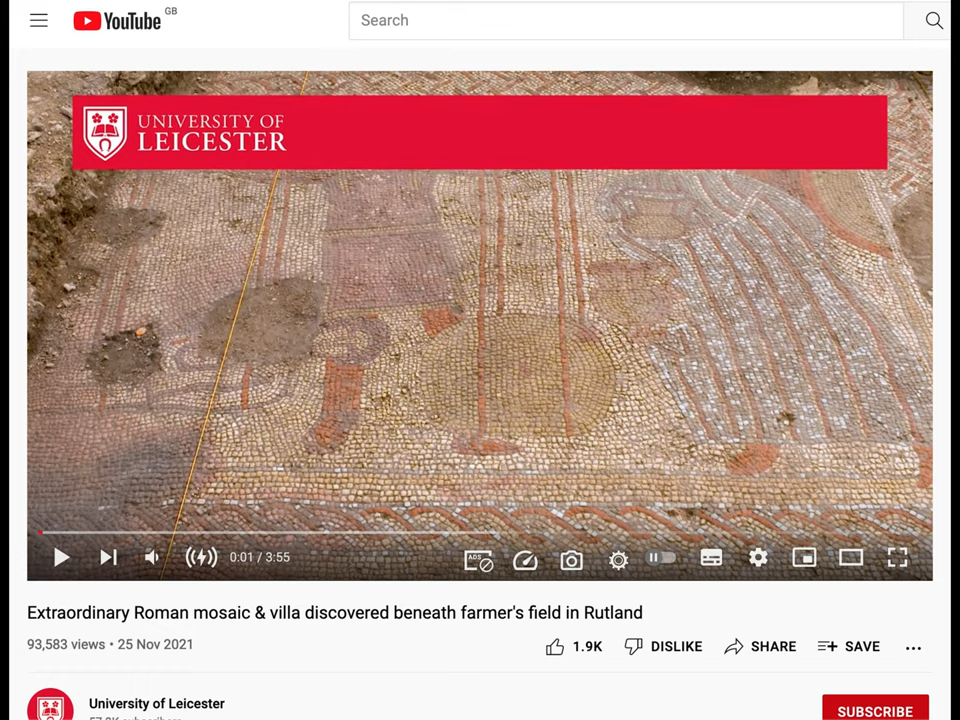 YouTube GB
Search
UNIVERSITY OF
LEICESTER
0:01 / 3:55
ADS
Extraordinary Roman mosaic & villa discovered beneath farmer's field in Rutland
93,583 views • 25 Nov 2021
1.9K DISLIKE SHARE SAVE
University of Leicester
SUBSCRIBE